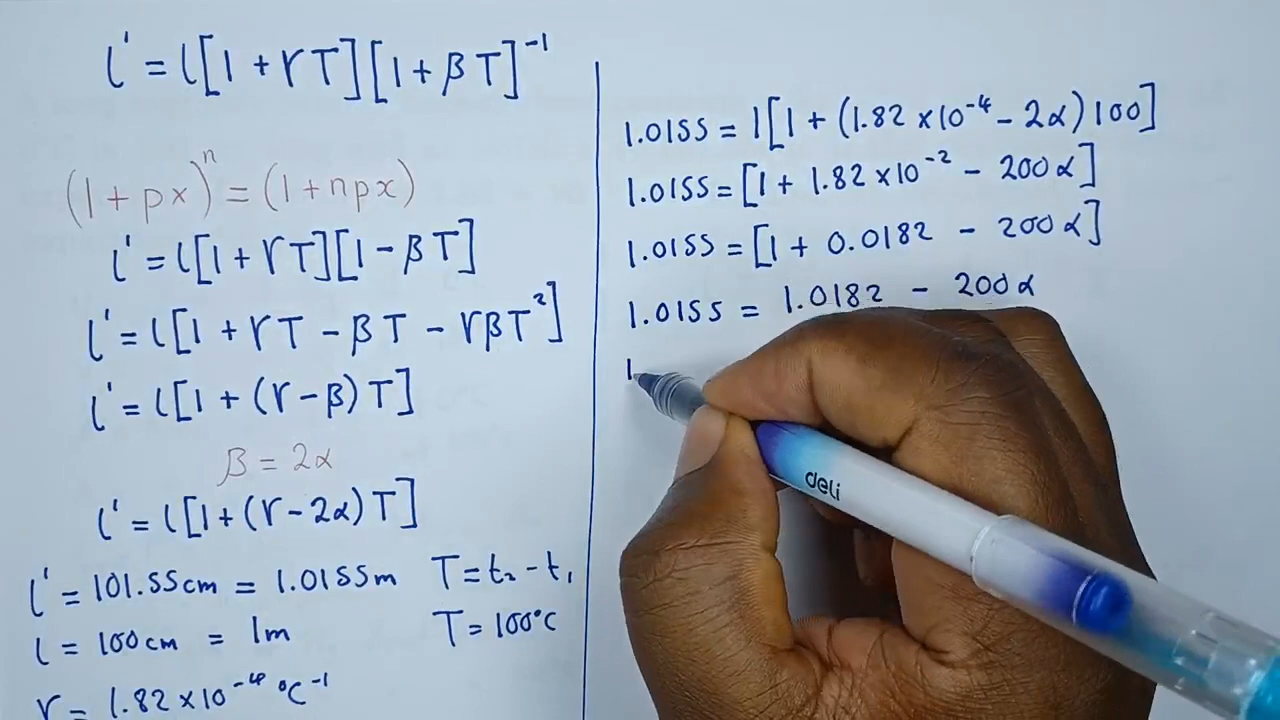 l' = l[1 + γT][1 + βT]⁻¹
(1 + px)ⁿ = (1 + npx)
l' = l[1 + γT][1 - βT]
l' = l[1 + γT - βT - γβT²]
l' = l[1 + (γ - β)T]
β = 2α
l' = l[1 + (γ - 2α)T]
l' = 101.55cm = 1.0155m T = t₂ - t₁
l = 100cm = 1m T = 100°C
γ = 1.82 × 10⁻⁴ °C⁻¹
1.0155 = 1[1 + (1.82 × 10⁻⁴ - 2α)100]
1.0155 = [1 + 1.82 × 10⁻² - 200α]
1.0155 = [1 + 0.0182 - 200α]
1.0155 = 1.0182 - 200α
1
deli